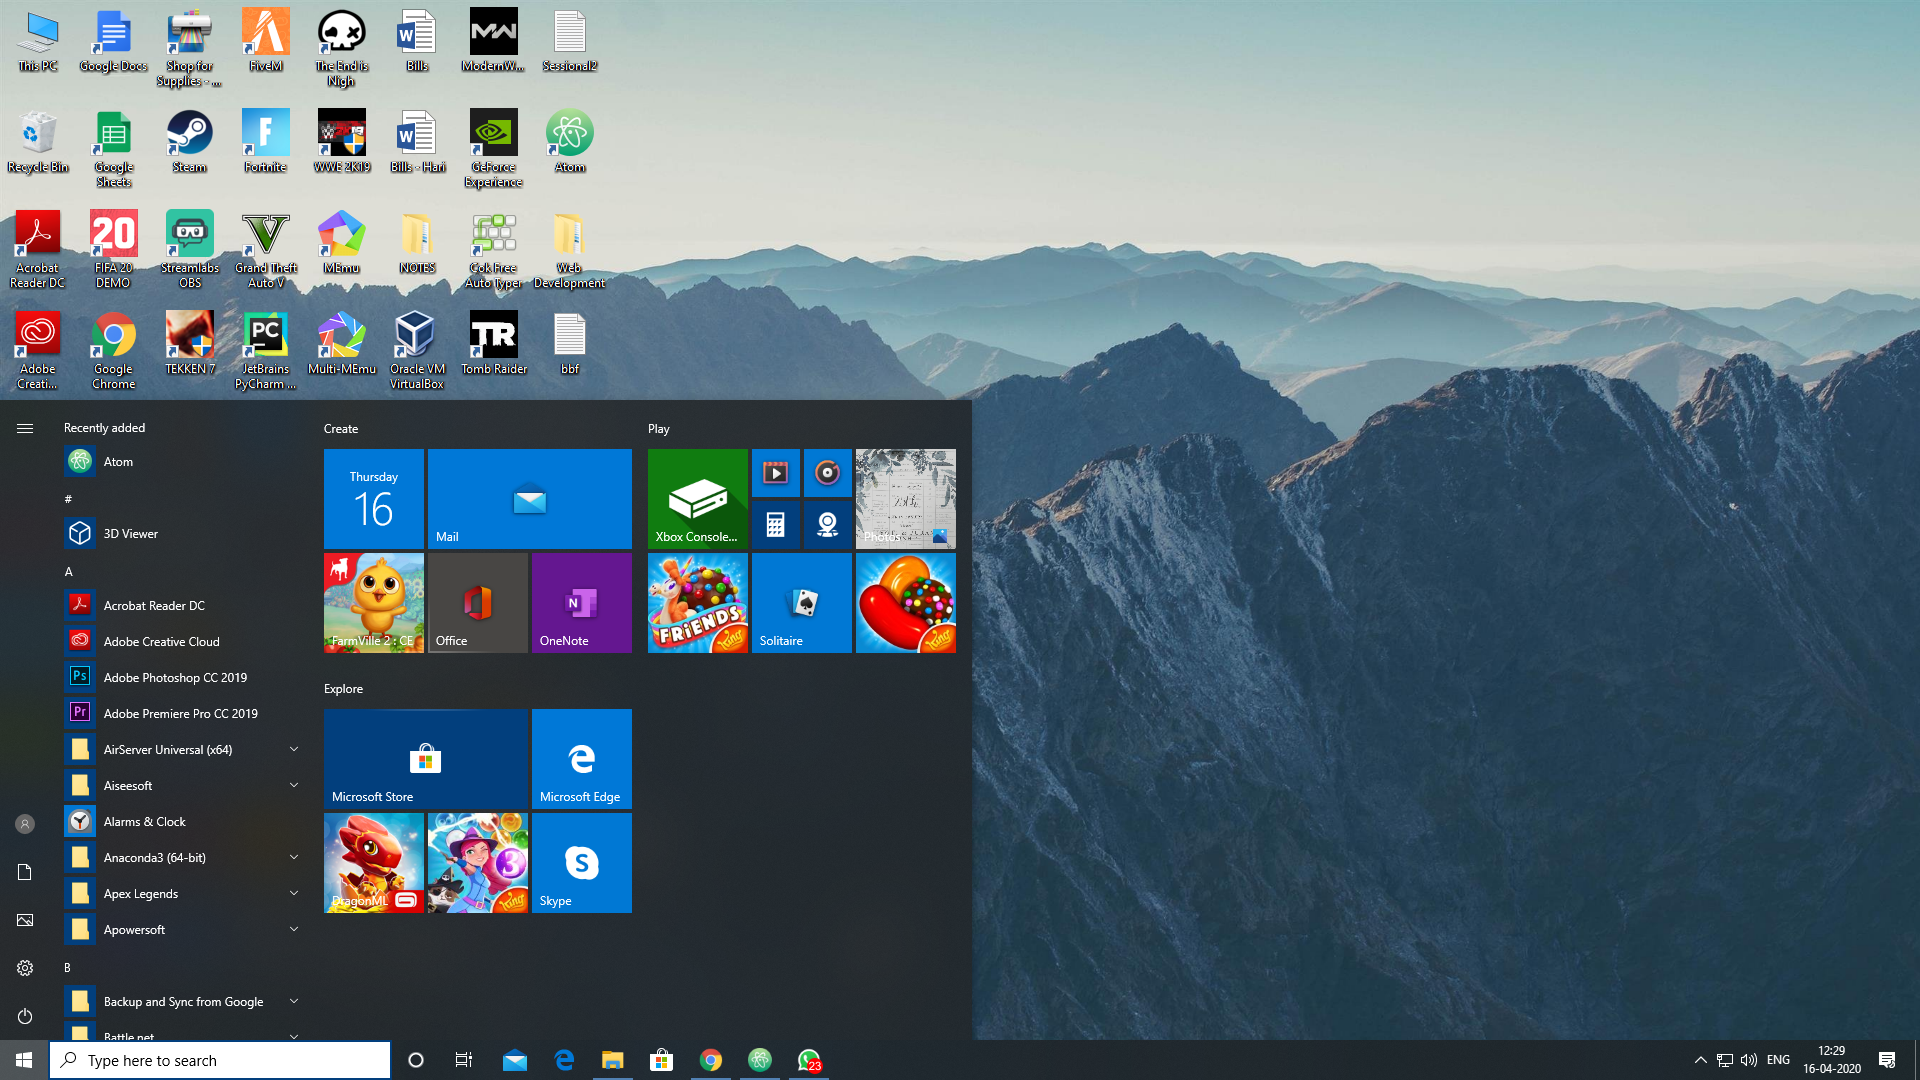 This PC
Google Docs
Shop for
Supplies - ...
FiveM
The End is
Nigh
Bills
ModernW...
Sessional2
Recycle Bin
Google
Sheets
Steam
Fortnite
WWE 2K19
Bills - Hari
GeForce
Experience
Atom
Acrobat
Reader DC
FIFA 20
DEMO
Streamlabs
OBS
Grand Theft
Auto V
MEmu
NOTES
Gok Free
Auto Typer
Web
Development
Adobe
Creati...
Google
Chrome
TEKKEN 7
JetBrains
PyCharm ...
Multi-MEmu
Oracle VM
VirtualBox
Tomb Raider
bbf
Recently added
Atom
#
3D Viewer
A
Acrobat Reader DC
Adobe Creative Cloud
Adobe Photoshop CC 2019
Adobe Premiere Pro CC 2019
AirServer Universal (x64)
Aiseesoft
Alarms & Clock
Anaconda3 (64-bit)
Apex Legends
Apowersoft
B
Backup and Sync from Google
Battle.net
Create
Thursday
16
Mail
FarmVille 2 : CE
Office
OneNote
Explore
Microsoft Store
Microsoft Edge
DragonML
king
Skype
Play
Xbox Console...
Photos
FRIENDS
king
Solitaire
king
Type here to search
23
ENG
12:29
16-04-2020